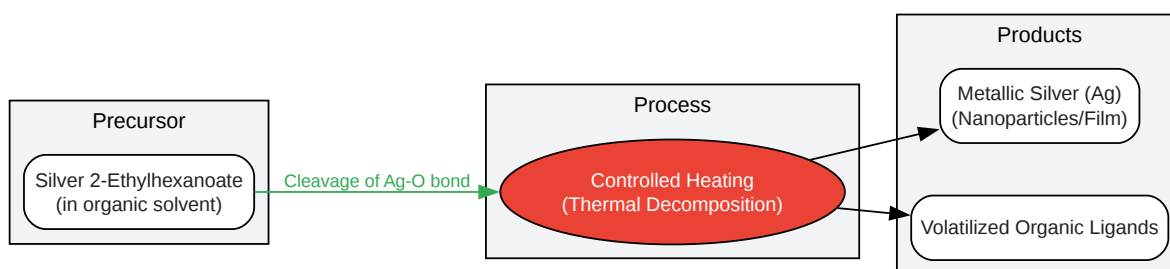 Precursor
Silver 2-Ethylhexanoate
(in organic solvent)
Cleavage of Ag-O bond
Process
Controlled Heating
(Thermal Decomposition)
Products
Metallic Silver (Ag)
(Nanoparticles/Film)
Volatilized Organic Ligands